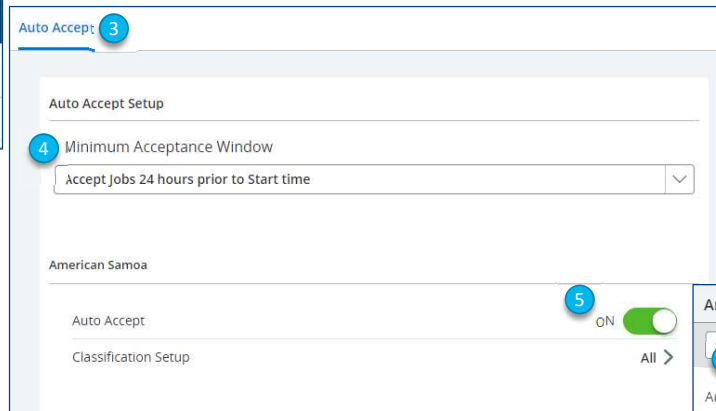 Auto Accept 3
Auto Accept Setup
4 Minimum Acceptance Window
Accept Jobs 24 hours prior to Start time
American Samoa
5
Auto Accept ON
Classification Setup All